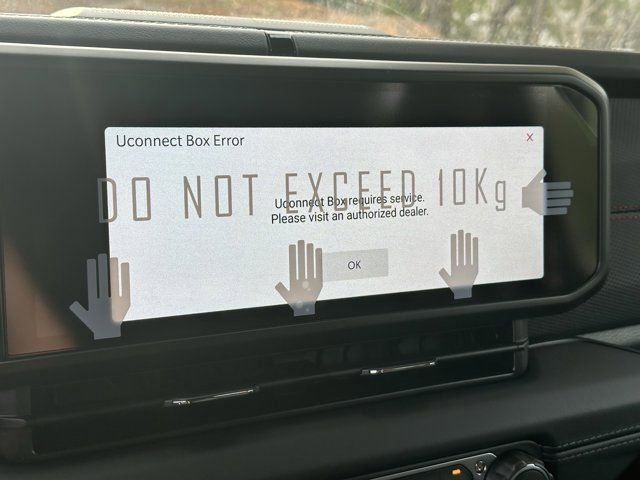 Uconnect Box Error
DO NOT EXCEED 10Kg
Uconnect Box requires service.
Please visit an authorized dealer.
OK